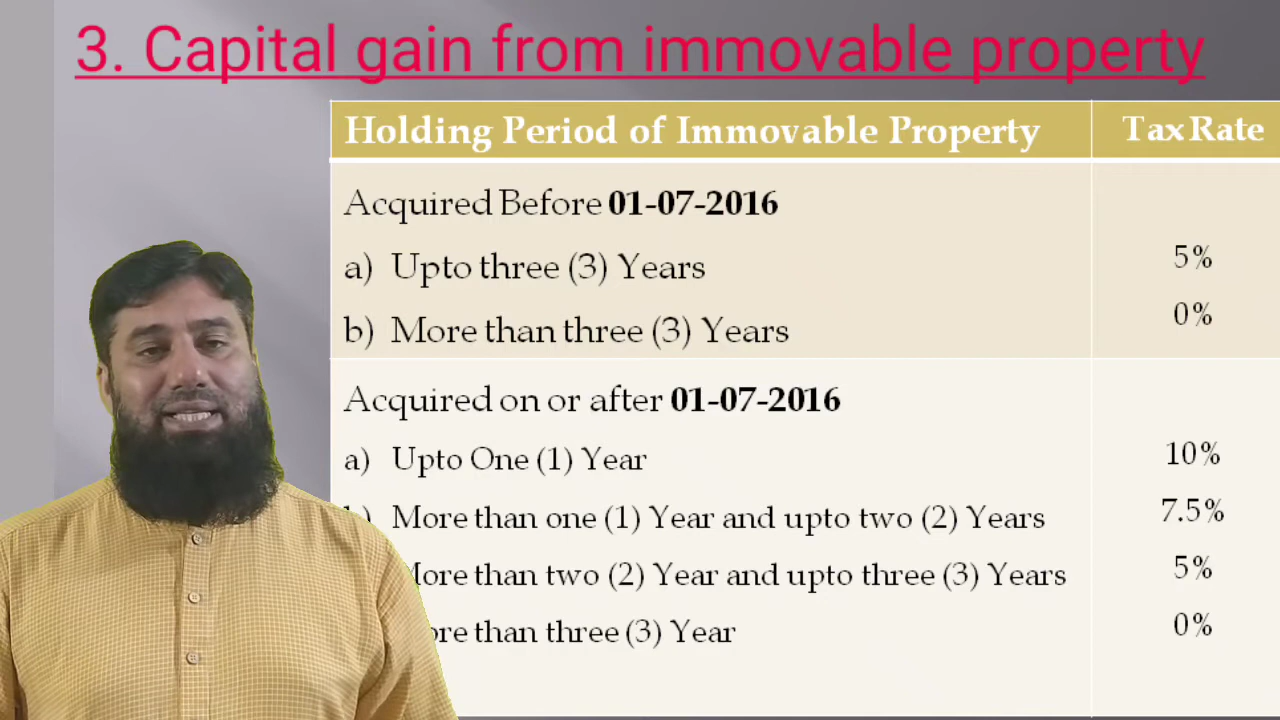 3. Capital gain from immovable property
Holding Period of Immovable Property Tax Rate
Acquired Before 01-07-2016
a) Upto three (3) Years 5%
b) More than three (3) Years 0%
Acquired on or after 01-07-2016
a) Upto One (1) Year 10%
More than one (1) Year and upto two (2) Years 7.5%
than two (2) Year and upto three (3) Years 5%
than three (3) Year 0%